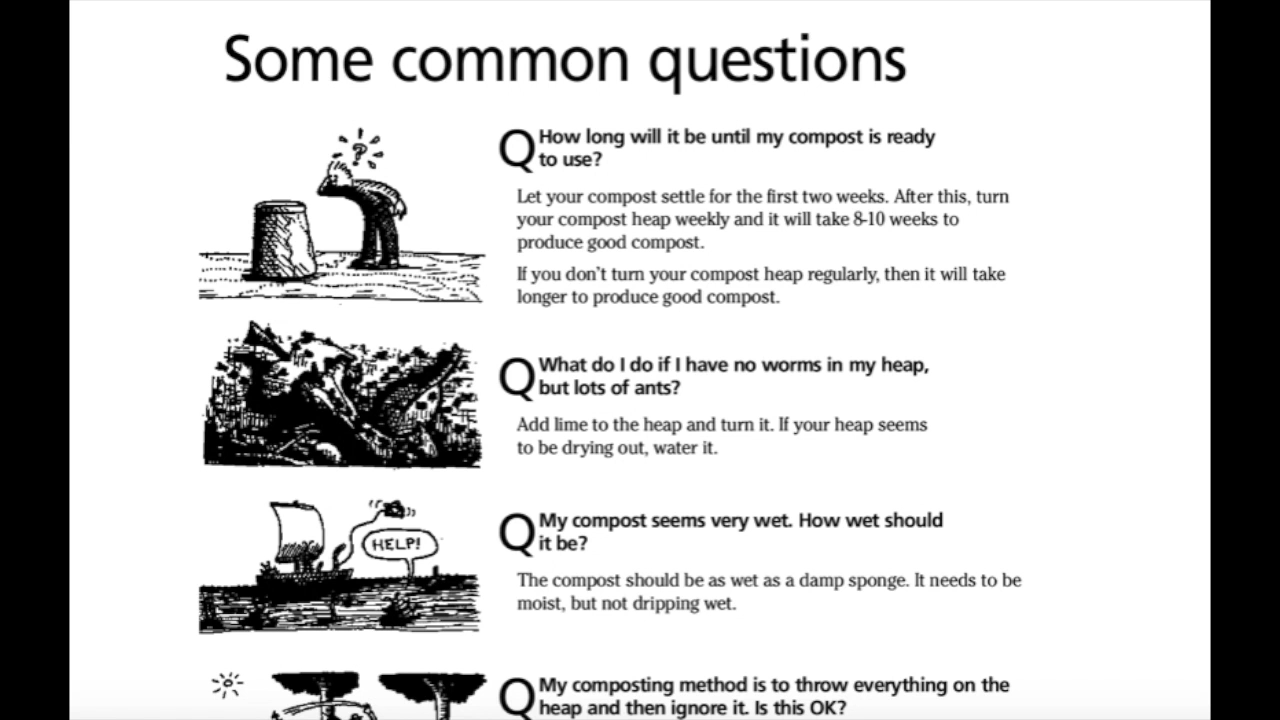 Some common questions
?
Q How long will it be until my compost is ready
to use?
Let your compost settle for the first two weeks. After this, turn
your compost heap weekly and it will take 8-10 weeks to
produce good compost.
If you don't turn your compost heap regularly, then it will take
longer to produce good compost.
Q What do I do if I have no worms in my heap,
but lots of ants?
Add lime to the heap and turn it. If your heap seems
to be drying out, water it.
HELP!
Q My compost seems very wet. How wet should
it be?
The compost should be as wet as a damp sponge. It needs to be
moist, but not dripping wet.
Q My composting method is to throw everything on the
heap and then ignore it. Is this OK?